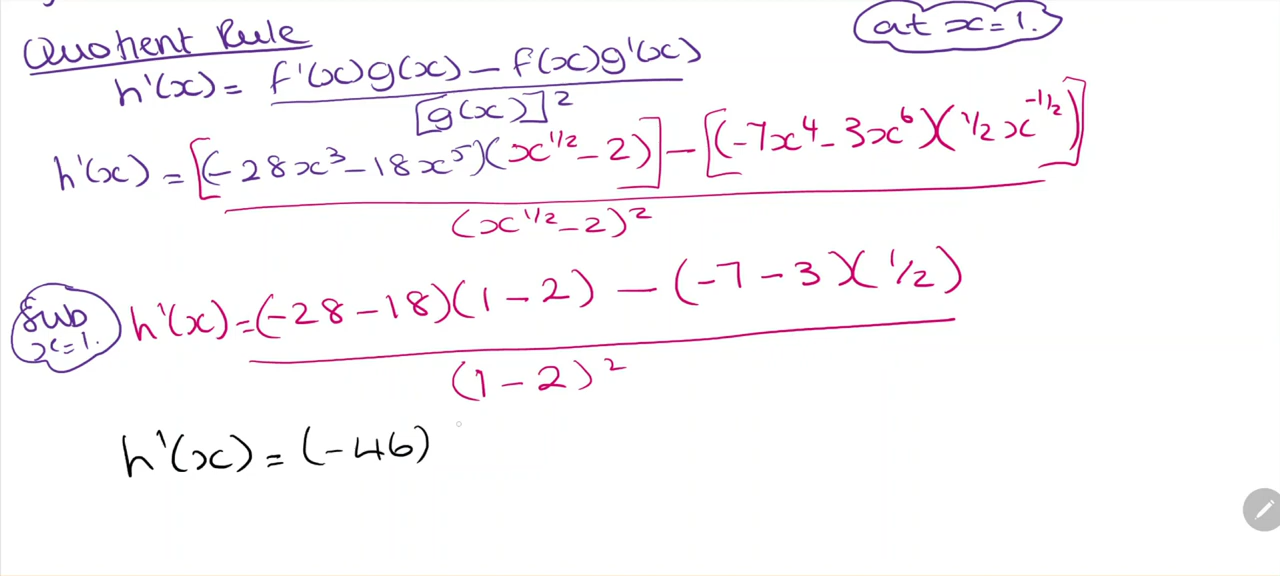 at x=1.
Quotient Rule
h'(x) = f'(x)g(x) - f(x)g'(x) / [g(x)]²
h'(x) = [(-28x³ - 18x⁵)(x^1/2 - 2)] - [(-7x⁴ - 3x⁶)(1/2 x^-1/2)] / (x^1/2 - 2)²
Sub x=1. h'(x) = (-28 - 18)(1 - 2) - (-7 - 3)(1/2) / (1 - 2)²
h'(x) = (-46)